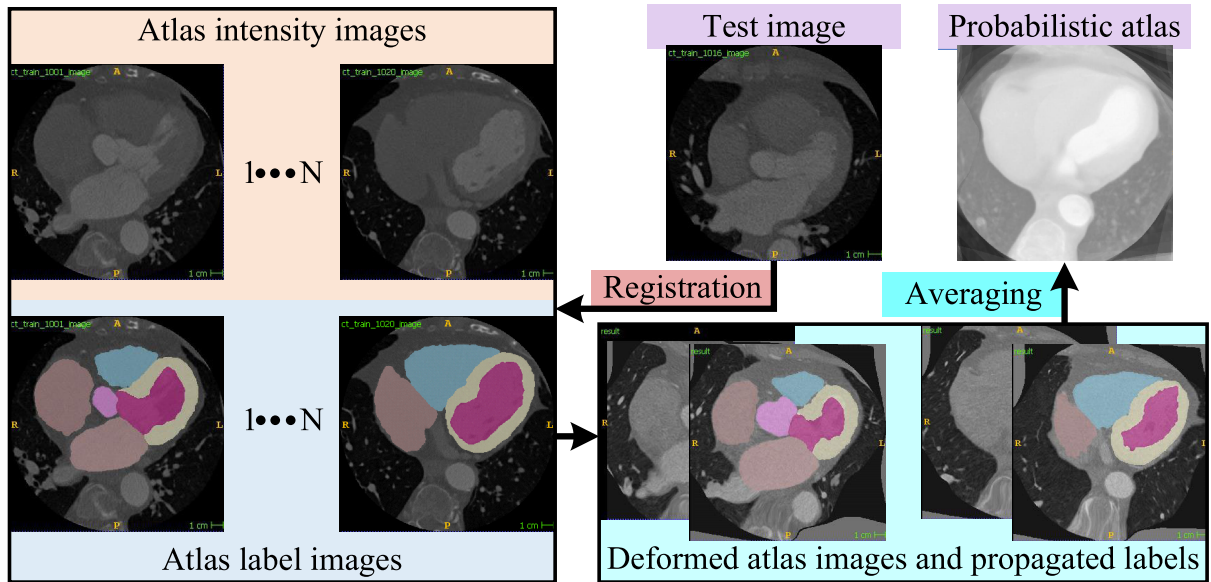 Atlas intensity images
ct_train_1001_image
A
R
L
P
1 cm
1•••N
ct_train_1020_image
A
R
L
P
1 cm
Test image
ct_train_1016_image
A
R
L
P
1 cm
Probabilistic atlas
Registration
Averaging
ct_train_1001_image
A
R
L
P
1 cm
1•••N
ct_train_1020_image
A
R
L
P
1 cm
Atlas label images
result
A
R
result
A
R
L
P
1 cm
result
A
R
result
A
R
L
P
1 cm
Deformed atlas images and propagated labels